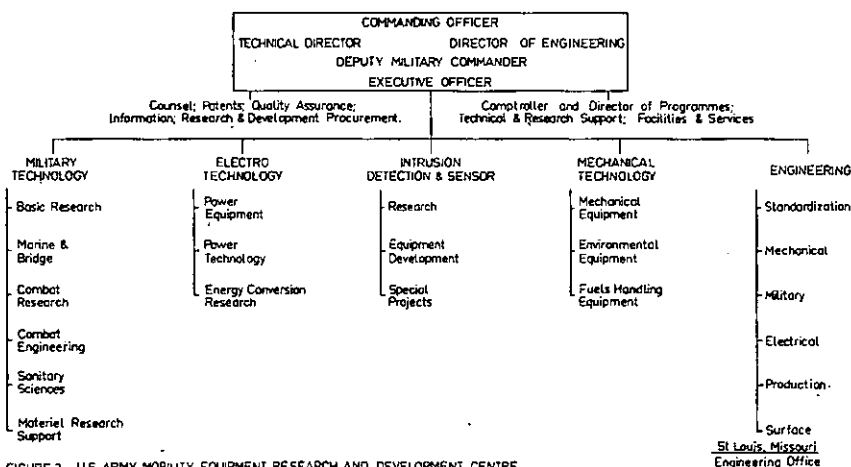 COMMANDING OFFICER
TECHNICAL DIRECTOR DIRECTOR OF ENGINEERING
DEPUTY MILITARY COMMANDER
EXECUTIVE OFFICER
Counsel; Patents; Quality Assurance;
Information; Research & Development Procurement.
Comptroller and Director of Programmes;
Technical & Research Support; Facilities & Services
MILITARY
TECHNOLOGY
Basic Research
Marine &
Bridge
Combat
Research
Combat
Engineering
Sanitary
Sciences
Materiel Research
Support
ELECTRO
TECHNOLOGY
Power
Equipment
Power
Technology
Energy Conversion
Research
INTRUSION
DETECTION & SENSOR
Research
Equipment
Development
Special
Projects
MECHANICAL
TECHNOLOGY
Mechanical
Equipment
Environmental
Equipment
Fuels Handling
Equipment
ENGINEERING
Standardization
Mechanical
Military
Electrical
Production
Surface
St Louis, Missouri
Engineering Office
FIGURE 2 U.S. ARMY MOBILITY EQUIPMENT RESEARCH AND DEVELOPMENT CENTRE